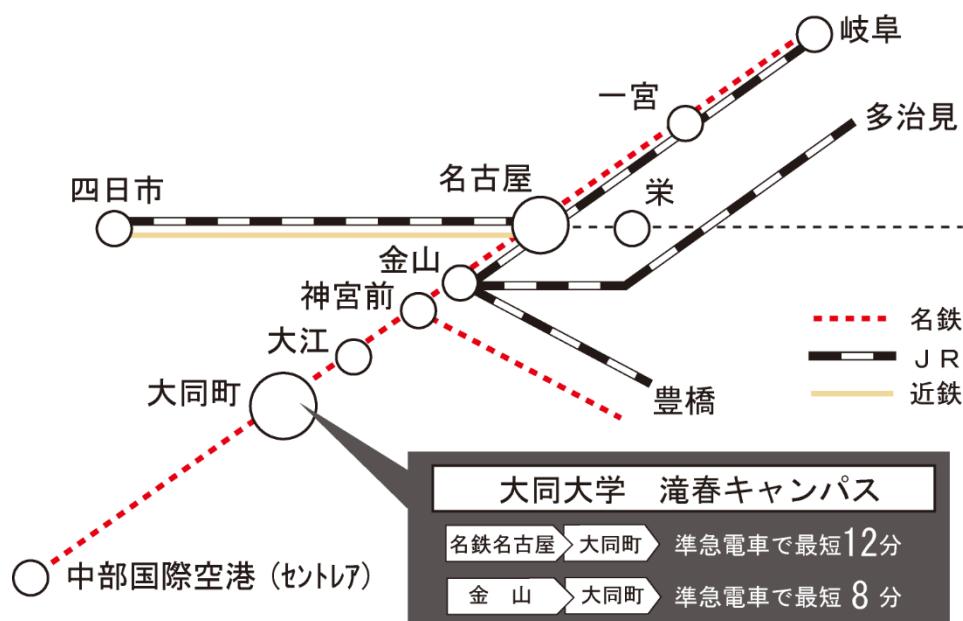 岐阜
一宮
多治見
名古屋
栄
四日市
金山
神宮前
大江
大同町
豊橋
名鉄
JR
近鉄
中部国際空港（セントレア）
大同大学　滝春キャンパス
名鉄名古屋 大同町 準急電車で最短12分
金　山 大同町 準急電車で最短 8 分